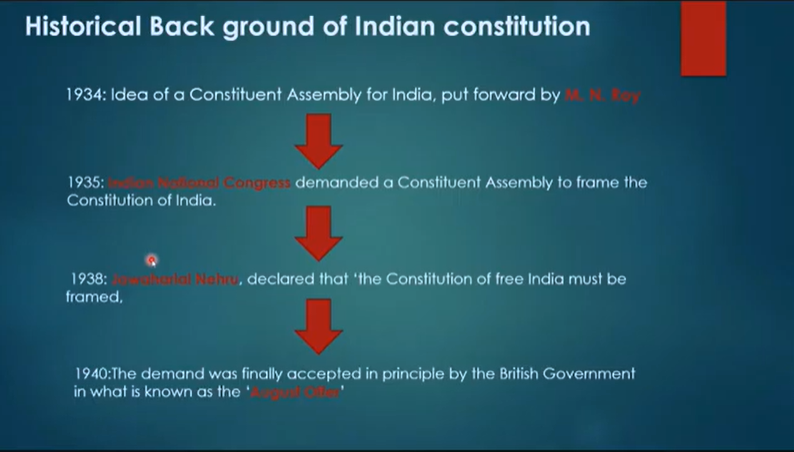 Historical Back ground of Indian constitution
1934: Idea of a Constituent Assembly for India, put forward by M. N. Roy
1935: Indian National Congress demanded a Constituent Assembly to frame the
Constitution of India.
1938: Jawaharlal Nehru, declared that ‘the Constitution of free India must be
framed,
1940:The demand was finally accepted in principle by the British Government
in what is known as the ‘August Offer’